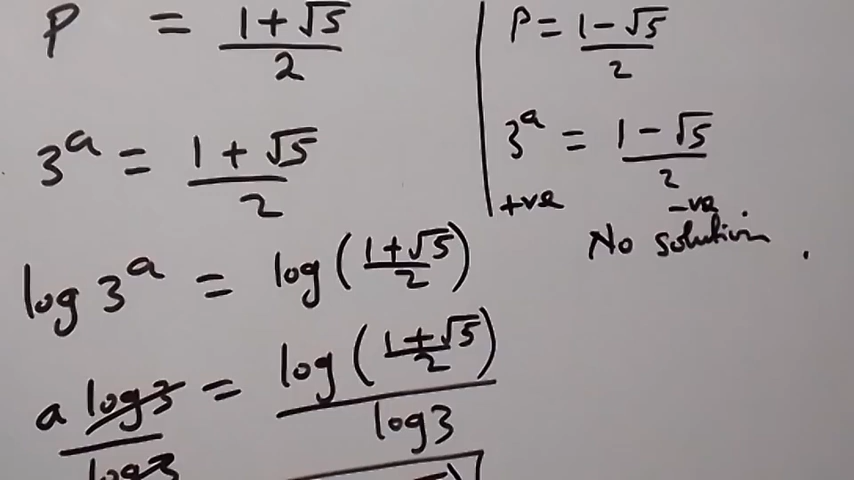 P = (1+√5)/2
3^a = (1+√5)/2
log 3^a = log((1+√5)/2)
a log3/log3 = log((1+√5)/2)/log3
P = (1-√5)/2
3^a = (1-√5)/2
+ve -ve
No solution.